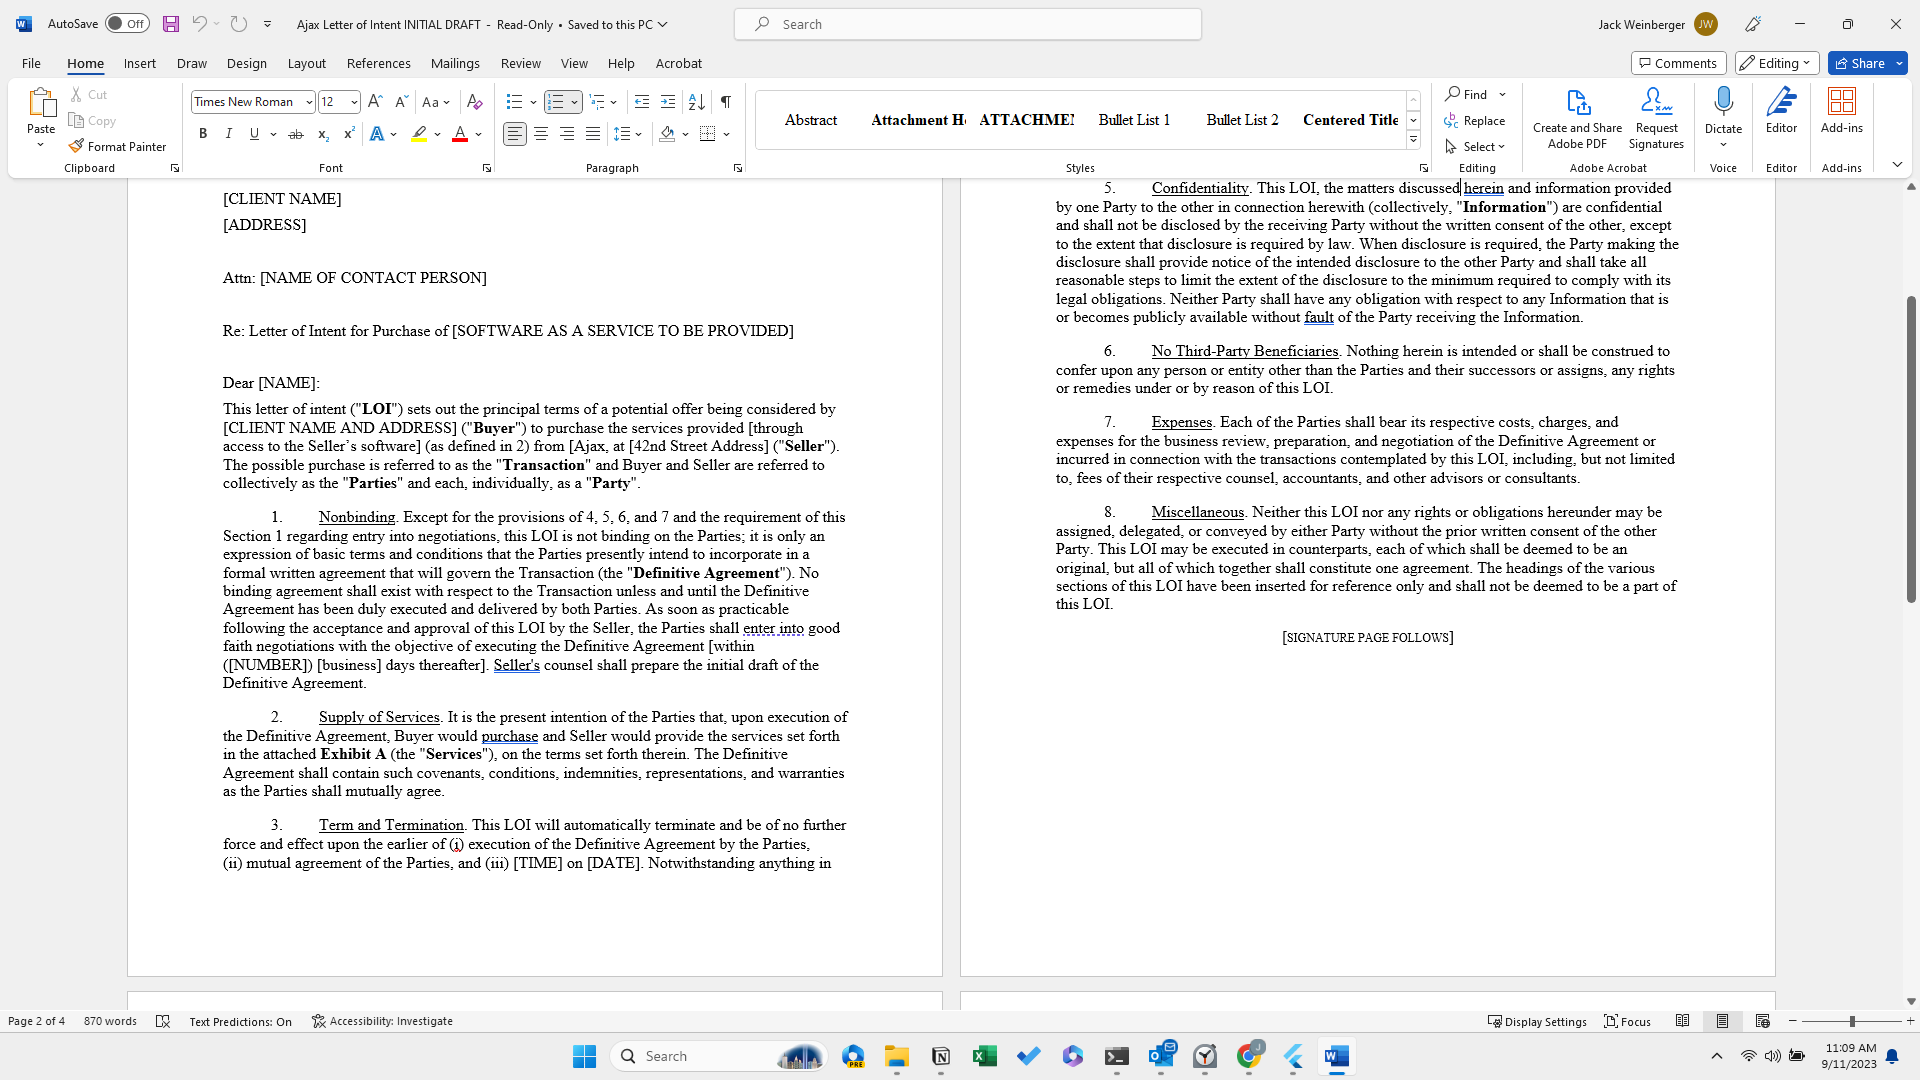 AutoSave Off Ajax Letter of Intent INITIAL DRAFT - Read-Only • Saved to this PC Search Jack Weinberger JW
File Home Insert Draw Design Layout References Mailings Review View Help Acrobat Comments Editing Share
Paste Cut Copy Format Painter Clipboard
Times New Roman 12 Aa Font
Paragraph
Abstract Attachment H ATTACHMEN Bullet List 1 Bullet List 2 Centered Title Styles
Find Replace Select Editing
Create and Share Adobe PDF Request Signatures Adobe Acrobat
Dictate Voice
Editor Editor
Add-ins Add-ins
[CLIENT NAME]
[ADDRESS]
Attn: [NAME OF CONTACT PERSON]
Re: Letter of Intent for Purchase of [SOFTWARE AS A SERVICE TO BE PROVIDED]
Dear [NAME]:
This letter of intent ("LOI") sets out the principal terms of a potential offer being considered by
[CLIENT NAME AND ADDRESS] ("Buyer") to purchase the services provided [through
access to the Seller’s software] (as defined in 2) from [Ajax, at [42nd Street Address] ("Seller").
The possible purchase is referred to as the "Transaction" and Buyer and Seller are referred to
collectively as the "Parties" and each, individually, as a "Party".
1. Nonbinding. Except for the provisions of 4, 5, 6, and 7 and the requirement of this
Section 1 regarding entry into negotiations, this LOI is not binding on the Parties; it is only an
expression of basic terms and conditions that the Parties presently intend to incorporate in a
formal written agreement that will govern the Transaction (the "Definitive Agreement"). No
binding agreement shall exist with respect to the Transaction unless and until the Definitive
Agreement has been duly executed and delivered by both Parties. As soon as practicable
following the acceptance and approval of this LOI by the Seller, the Parties shall enter into good
faith negotiations with the objective of executing the Definitive Agreement [within
([NUMBER]) [business] days thereafter]. Seller's counsel shall prepare the initial draft of the
Definitive Agreement.
2. Supply of Services. It is the present intention of the Parties that, upon execution of
the Definitive Agreement, Buyer would purchase and Seller would provide the services set forth
in the attached Exhibit A (the "Services"), on the terms set forth therein. The Definitive
Agreement shall contain such covenants, conditions, indemnities, representations, and warranties
as the Parties shall mutually agree.
3. Term and Termination. This LOI will automatically terminate and be of no further
force and effect upon the earlier of (i) execution of the Definitive Agreement by the Parties,
(ii) mutual agreement of the Parties, and (iii) [TIME] on [DATE]. Notwithstanding anything in
5. Confidentiality. This LOI, the matters discussed herein and information provided
by one Party to the other in connection herewith (collectively, "Information") are confidential
and shall not be disclosed by the receiving Party without the written consent of the other, except
to the extent that disclosure is required by law. When disclosure is required, the Party making the
disclosure shall provide notice of the intended disclosure to the other Party and shall take all
reasonable steps to limit the extent of the disclosure to the minimum required to comply with its
legal obligations. Neither Party shall have any obligation with respect to any Information that is
or becomes publicly available without fault of the Party receiving the Information.
6. No Third-Party Beneficiaries. Nothing herein is intended or shall be construed to
confer upon any person or entity other than the Parties and their successors or assigns, any rights
or remedies under or by reason of this LOI.
7. Expenses. Each of the Parties shall bear its respective costs, charges, and
expenses for the business review, preparation, and negotiation of the Definitive Agreement or
incurred in connection with the transactions contemplated by this LOI, including, but not limited
to, fees of their respective counsel, accountants, and other advisors or consultants.
8. Miscellaneous. Neither this LOI nor any rights or obligations hereunder may be
assigned, delegated, or conveyed by either Party without the prior written consent of the other
Party. This LOI may be executed in counterparts, each of which shall be deemed to be an
original, but all of which together shall constitute one agreement. The headings of the various
sections of this LOI have been inserted for reference only and shall not be deemed to be a part of
this LOI.
[SIGNATURE PAGE FOLLOWS]
Page 2 of 4 870 words Text Predictions: On Accessibility: Investigate Display Settings Focus
Search PRE 11:09 AM
9/11/2023